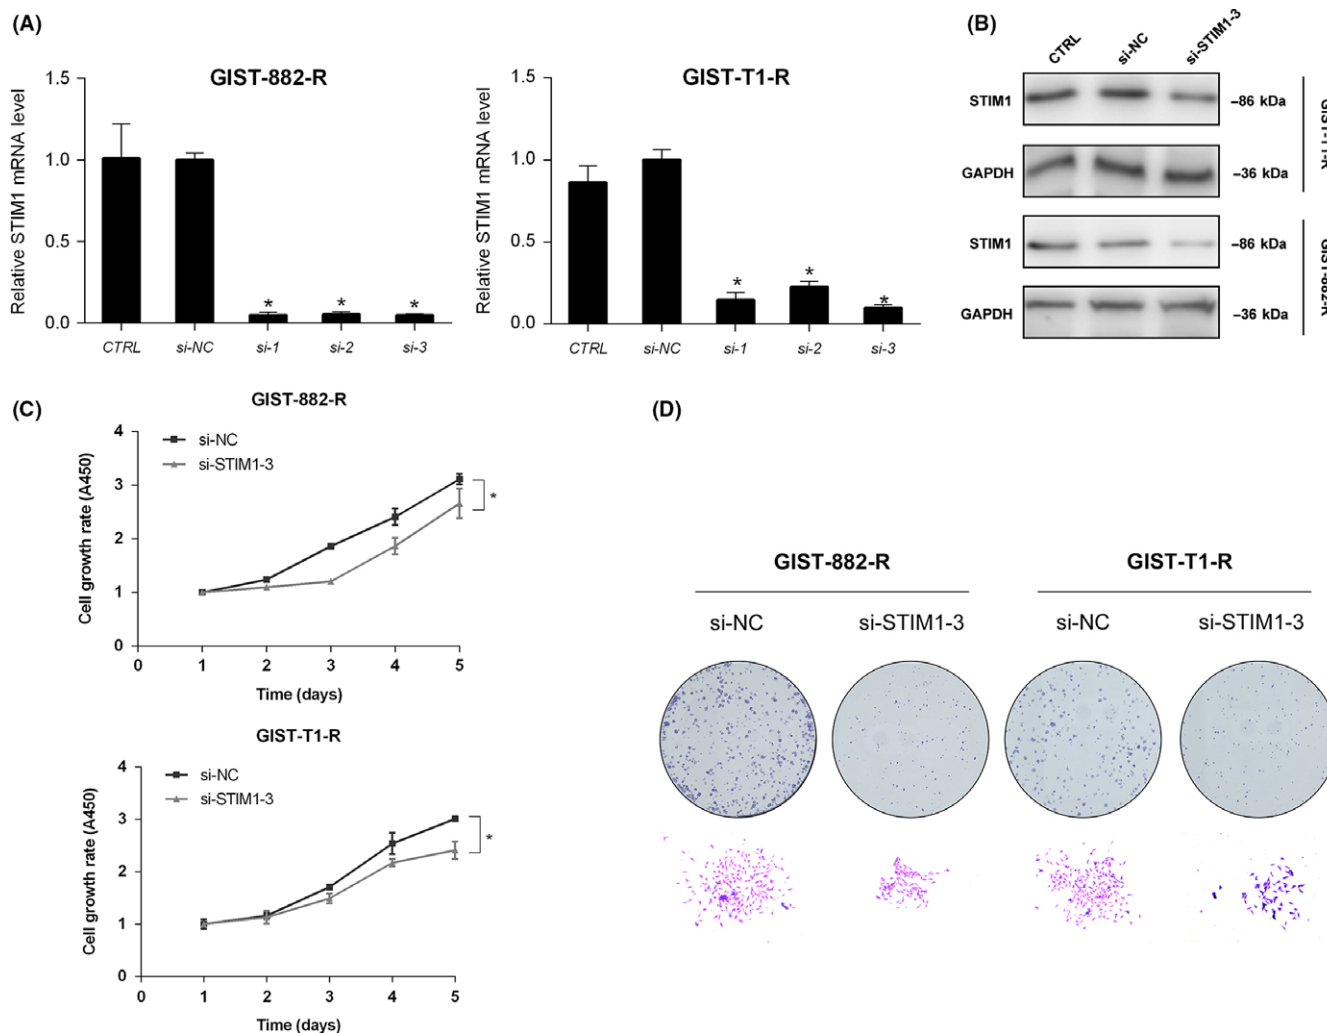 (A)
GIST-882-R
Relative STIM1 mRNA level
1.5
1.0
0.5
0.0
CTRL si-NC si-1 si-2 si-3
* * *
GIST-T1-R
Relative STIM1 mRNA level
1.5
1.0
0.5
0.0
CTRL si-NC si-1 si-2 si-3
* * *
(B)
CTRL si-NC si-STIM1-3
STIM1 –86 kDa
GAPDH –36 kDa
GIST-T1-R
STIM1 –86 kDa
GAPDH –36 kDa
GIST-882-R
(C)
GIST-882-R
Cell growth rate (A450)
4
3
2
1
0
si-NC
si-STIM1-3
*
0 1 2 3 4 5
Time (days)
GIST-T1-R
Cell growth rate (A450)
4
3
2
1
0
si-NC
si-STIM1-3
*
0 1 2 3 4 5
Time (days)
(D)
GIST-882-R GIST-T1-R
si-NC si-STIM1-3 si-NC si-STIM1-3